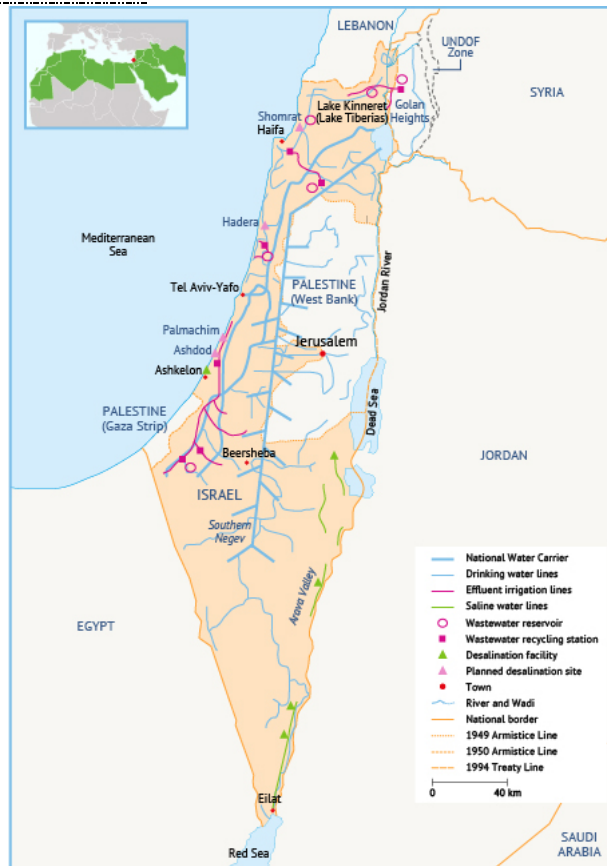 LEBANON
UNDOF
Zone
SYRIA
Lake Kinneret
(Lake Tiberias)
Golan
Heights
Shomrat
Haifa
Hadera
Mediterranean
Sea
PALESTINE
(West Bank)
Jordan River
Tel Aviv-Yafo
Jerusalem
Palmachim
Ashdod
Ashkelon
PALESTINE
(Gaza Strip)
Dead Sea
Beersheba
JORDAN
ISRAEL
Southern
Negev
Arava Valley
EGYPT
Eilat
Red Sea
SAUDI
ARABIA
National Water Carrier
Drinking water lines
Effluent irrigation lines
Saline water lines
Wastewater reservoir
Wastewater recycling station
Desalination facility
Planned desalination site
Town
River and Wadi
National border
1949 Armistice Line
1950 Armistice Line
1994 Treaty Line
0 40 km